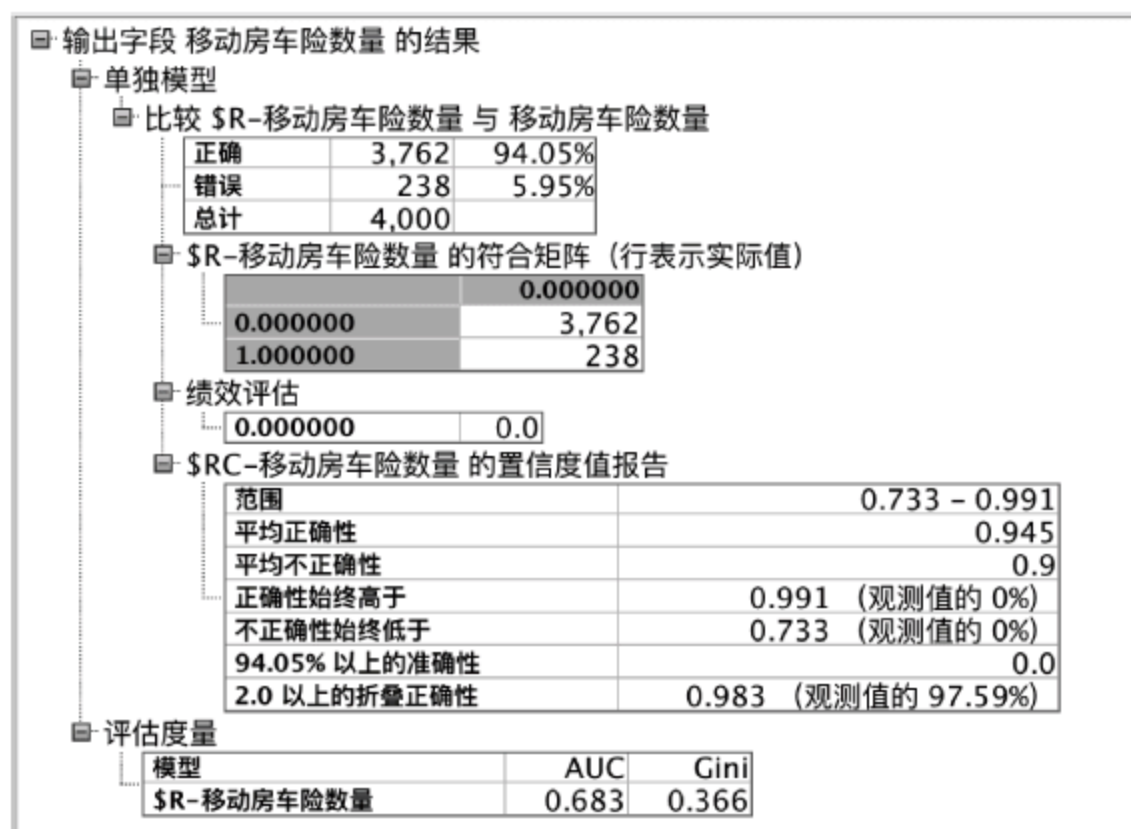 输出字段 移动房车险数量 的结果
单独模型
比较 $R-移动房车险数量 与 移动房车险数量
正确 3,762 94.05%
错误 238 5.95%
总计 4,000
$R-移动房车险数量 的符合矩阵（行表示实际值）
0.000000
0.000000 3,762
1.000000 238
绩效评估
0.000000 0.0
$RC-移动房车险数量 的置信度值报告
范围 0.733 - 0.991
平均正确性 0.945
平均不正确性 0.9
正确性始终高于 0.991 （观测值的 0%）
不正确性始终低于 0.733 （观测值的 0%）
94.05% 以上的准确性 0.0
2.0 以上的折叠正确性 0.983 （观测值的 97.59%）
评估度量
模型 AUC Gini
$R-移动房车险数量 0.683 0.366